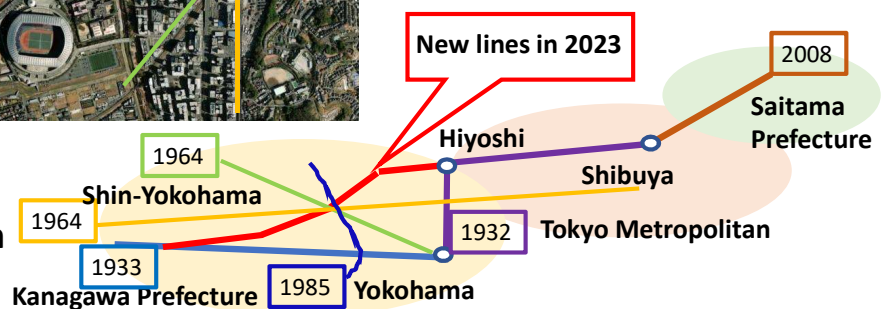 New lines in 2023
2008
Saitama
Prefecture
Hiyoshi
1964
Shibuya
Shin-Yokohama
1964
1932
Tokyo Metropolitan
1933
Kanagawa Prefecture
1985
Yokohama